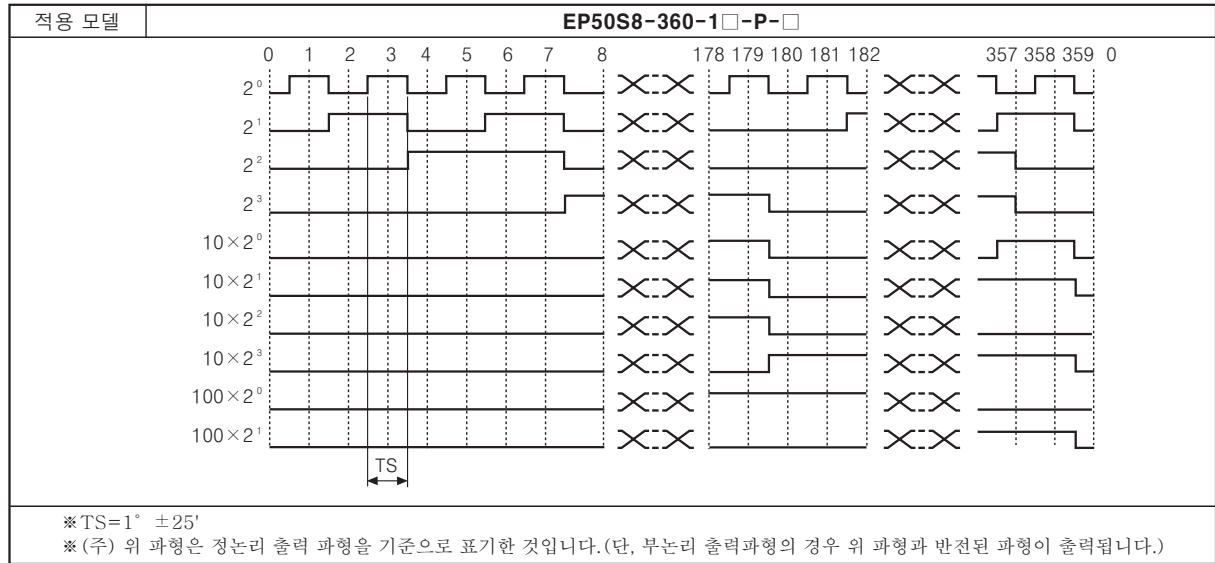 적용 모델
EP50S8-360-1□-P-□
0 1 2 3 4 5 6 7 8 178 179 180 181 182 357 358 359 0
2⁰
2¹
2²
2³
10×2⁰
10×2¹
10×2²
10×2³
100×2⁰
100×2¹
TS
※TS=1° ±25'
※(주) 위 파형은 정논리 출력 파형을 기준으로 표기한 것입니다.(단, 부논리 출력파형의 경우 위 파형과 반전된 파형이 출력됩니다.)